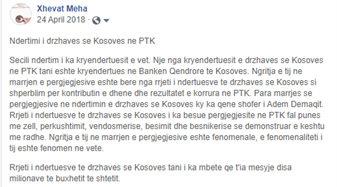 Xhevat Meha
24 April 2018
Ndertimi i drzhaves se Kosoves ne PTK
Secili ndertim i ka kryendertuesit e vet. Nje nga kryendertuesit e drzhaves se Kosoves
ne PTK tani eshte kryendertues ne Banken Qendrore te Kosoves. Ngritja e tij ne
marrjen e pergjegjesive eshte bere nga rrjeti i ndertuesve te drzhaves se Kosoves si
shperblim per kontributin e dhene dhe rezultatet e korrura ne PTK. Para marrjes se
pergjegjesive ne ndertimin e drzhaves se Kosoves ky ka qene shofer i Adem Demaqit.
Rrjeti i ndertuesve te drzhaves se Kosoves i ka besue pergjegjesite ne PTK fal punes
me zell, perkushtimit, vendosmerise, besimit dhe besnikerise se demonstruar e keshtu
me radhe. Ngritja e tij ne marrjen e pergjegjesive eshte fenomenale, e fenomenaliteti i
tij eshte fenomen ne vete.
Rrjeti i ndertuesve te drzhaves se Kosoves tani i ka mbete qe t'ia mesyje disa
milionave te buxhetit te shtetit.